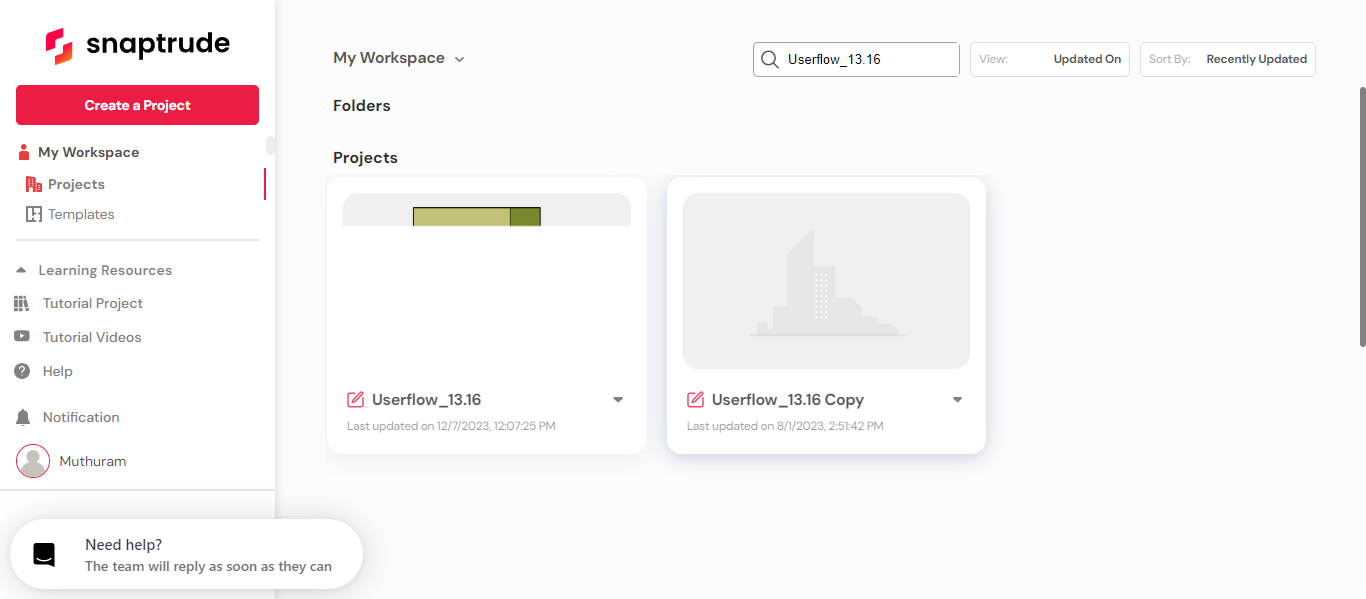 snaptrude
Create a Project
My Workspace
Projects
Templates
Learning Resources
Tutorial Project
Tutorial Videos
Help
Notification
Muthuram
Need help?
The team will reply as soon as they can
My Workspace
Userflow_13.16
View: Updated On
Sort By: Recently Updated
Folders
Projects
Userflow_13.16
Last updated on 12/7/2023, 12:07:25 PM
Userflow_13.16 Copy
Last updated on 8/1/2023, 2:51:42 PM